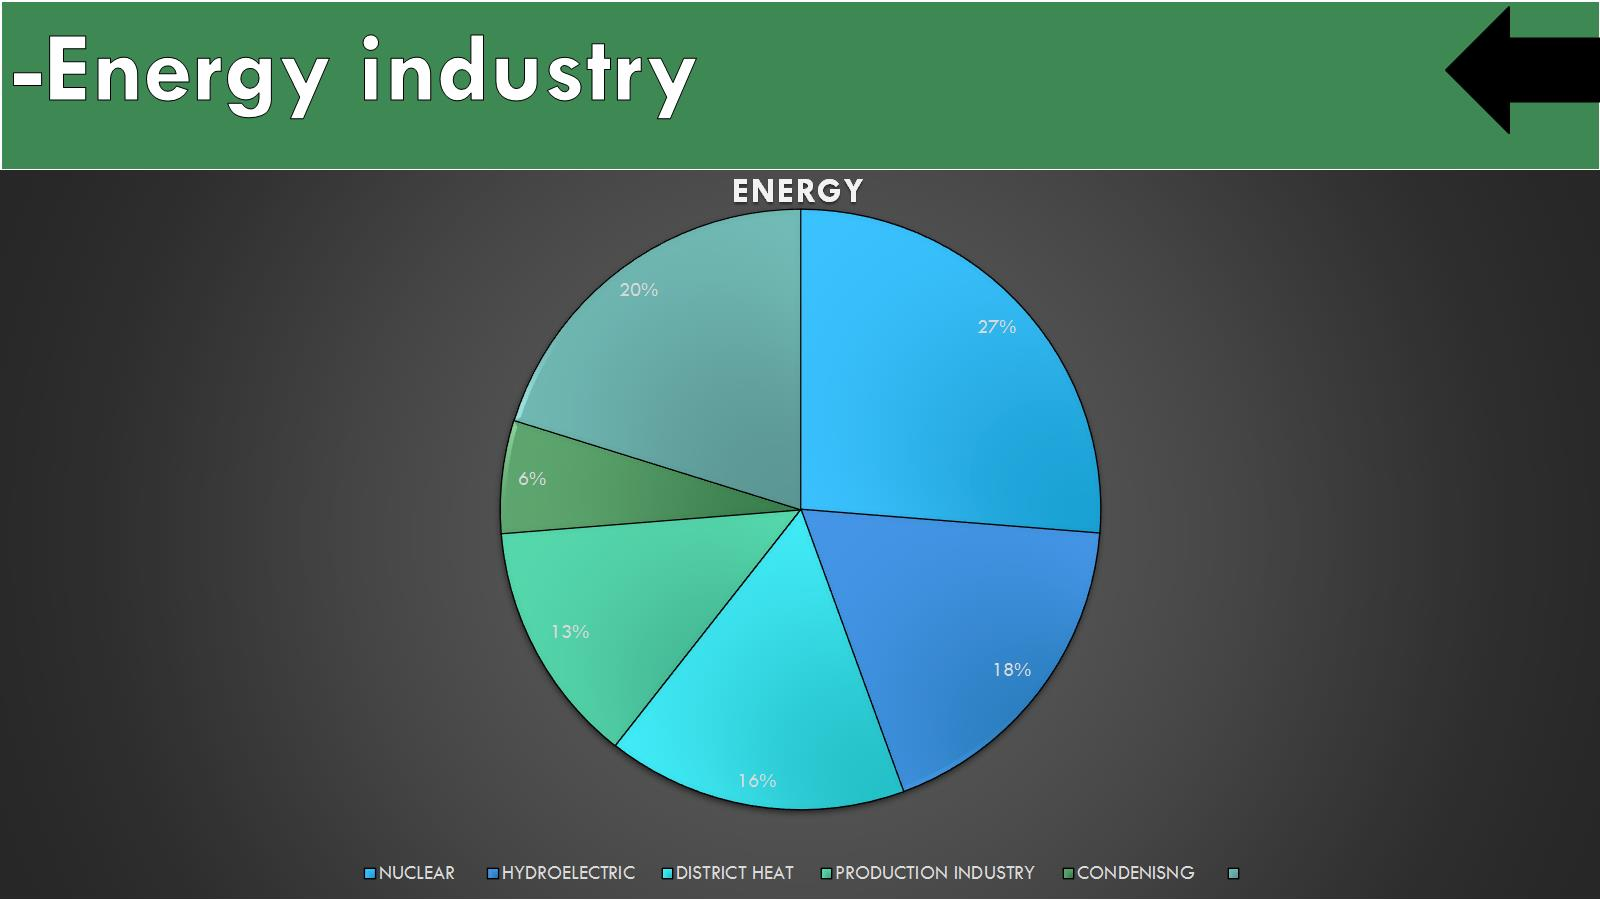 -Energy industry
ENERGY
20%
27%
6%
13%
18%
16%
NUCLEAR HYDROELECTRIC DISTRICT HEAT PRODUCTION INDUSTRY CONDENISNG